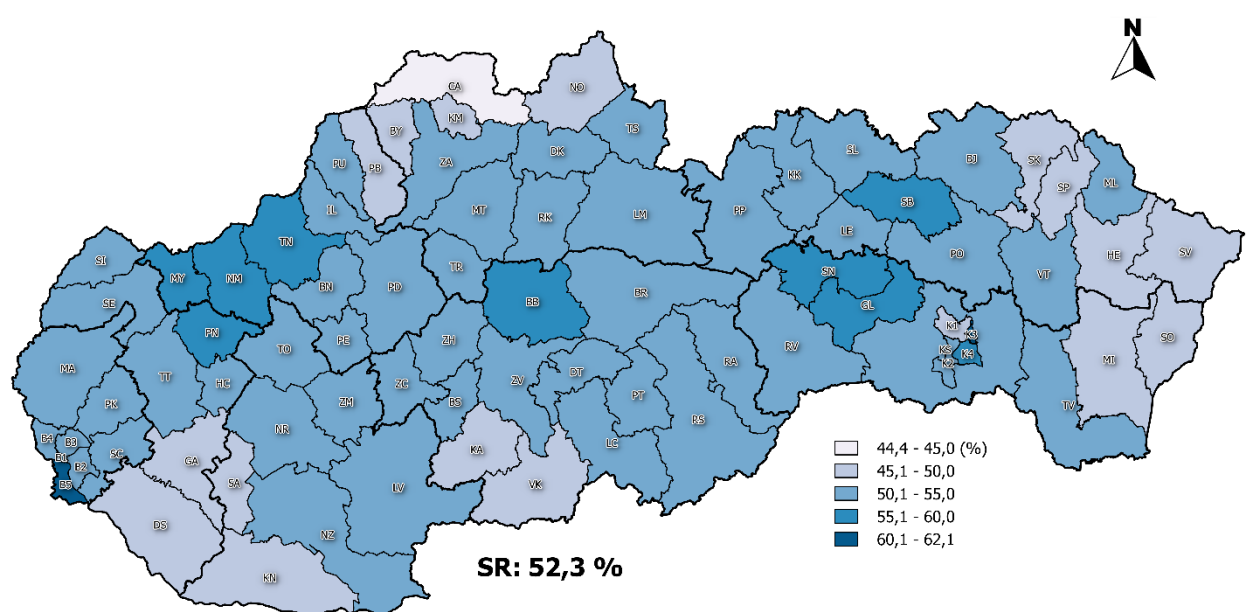 N
CA
NO
KM
BY
TS
PU
PB
ZA
DK
SL
BJ
SK
SP
ML
KK
IL
MT
RK
LM
PP
SB
LE
TN
SI
MY
NM
BN
PD
TR
BR
SN
PO
VT
HE
SV
SE
BB
GL
PN
TO
PE
ZH
K1
K3
SO
MA
TT
HC
ZC
ZV
DT
RA
RV
KS
K4
K2
MI
PK
ZM
BS
PT
RS
TV
B4
B3
SC
NR
B1
B2
GA
KA
LC
B5
SA
LV
VK
DS
NZ
KN
44,4 - 45,0 (%)
45,1 - 50,0
50,1 - 55,0
55,1 - 60,0
60,1 - 62,1
SR: 52,3 %